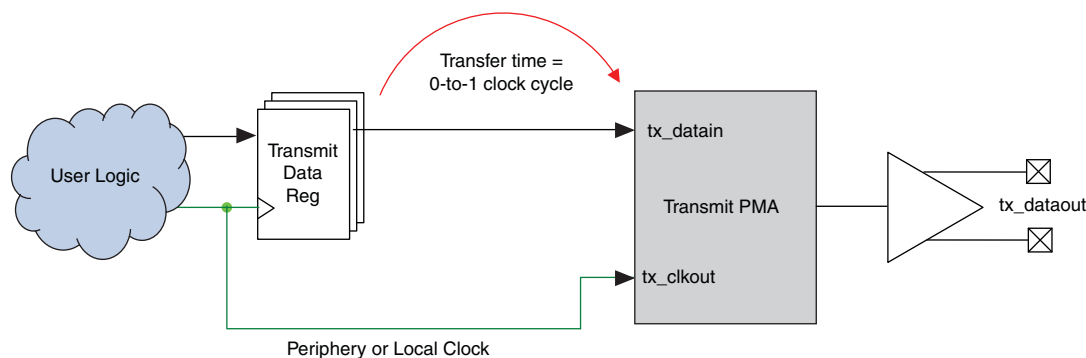 Transfer time =
0-to-1 clock cycle
User Logic
Transmit
Data
Reg
tx_datain
Transmit PMA
tx_clkout
tx_dataout
Periphery or Local Clock